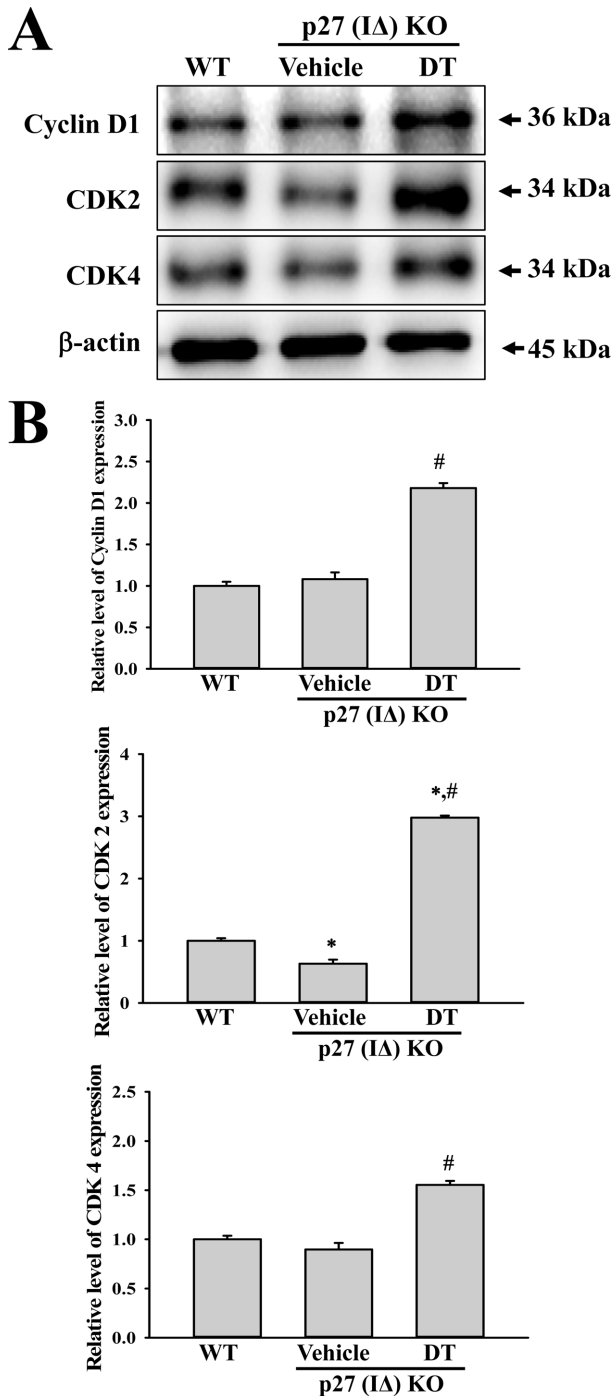 A
p27 (IΔ) KO
WT Vehicle DT
Cyclin D1 36 kDa
CDK2 34 kDa
CDK4 34 kDa
β-actin 45 kDa
B
Relative level of Cyclin D1 expression
3.0
2.5
2.0
1.5
1.0
0.5
0.0
#
WT Vehicle DT
p27 (IΔ) KO
Relative level of CDK 2 expression
4
3
2
1
0
*
*,#
WT Vehicle DT
p27 (IΔ) KO
Relative level of CDK 4 expression
2.5
2.0
1.5
1.0
0.5
0.0
#
WT Vehicle DT
p27 (IΔ) KO